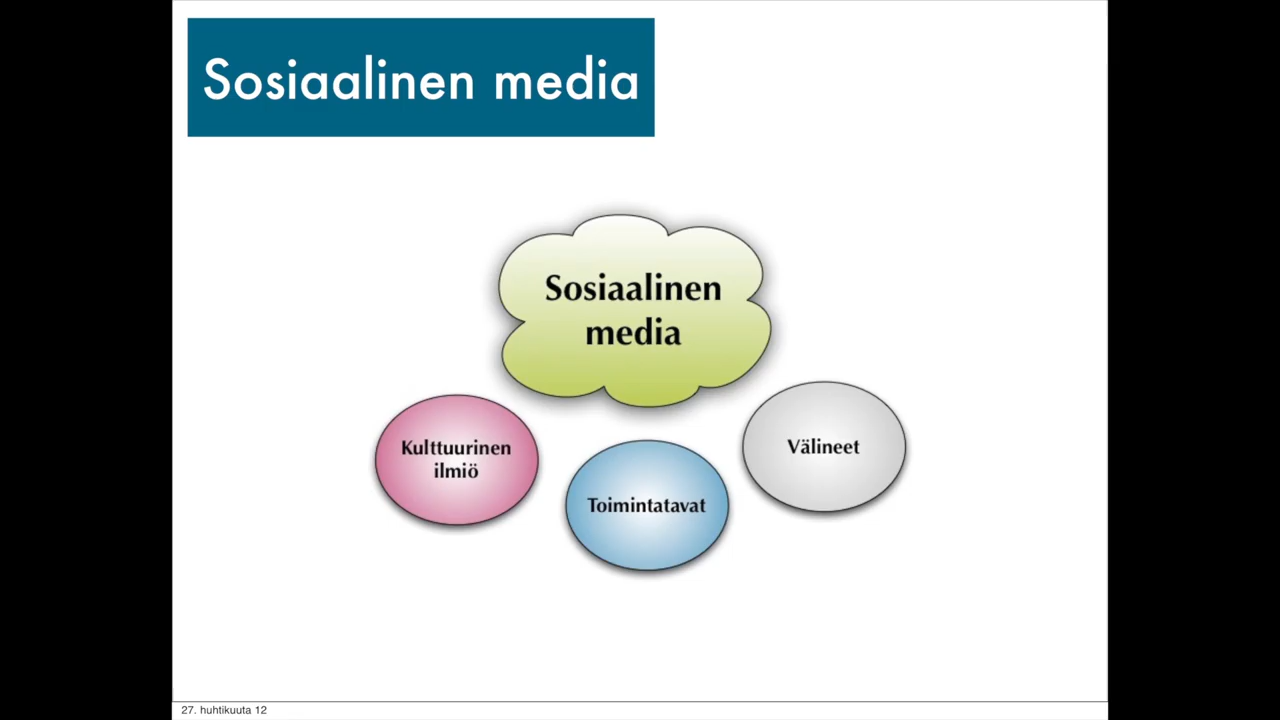 Sosiaalinen media
Sosiaalinen
media
Kulttuurinen
ilmiö
Toimintatavat
Välineet
27. huhtikuuta 12